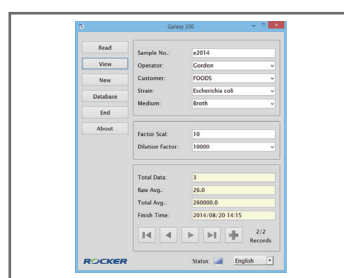 Galaxy 330
Read
View
New
Database
End
About
Sample No.: e2014
Operator: Gordon
Customer: FOODS
Strain: Escherichia coli
Medium: Broth
Factor Scal: 10
Dilution Factor: 10000
Total Data: 3
Raw Avg.: 26.0
Total Avg.: 260000.0
Finish Time: 2014/08/20 14:15
2/2
Records
ROCKER
Status
English